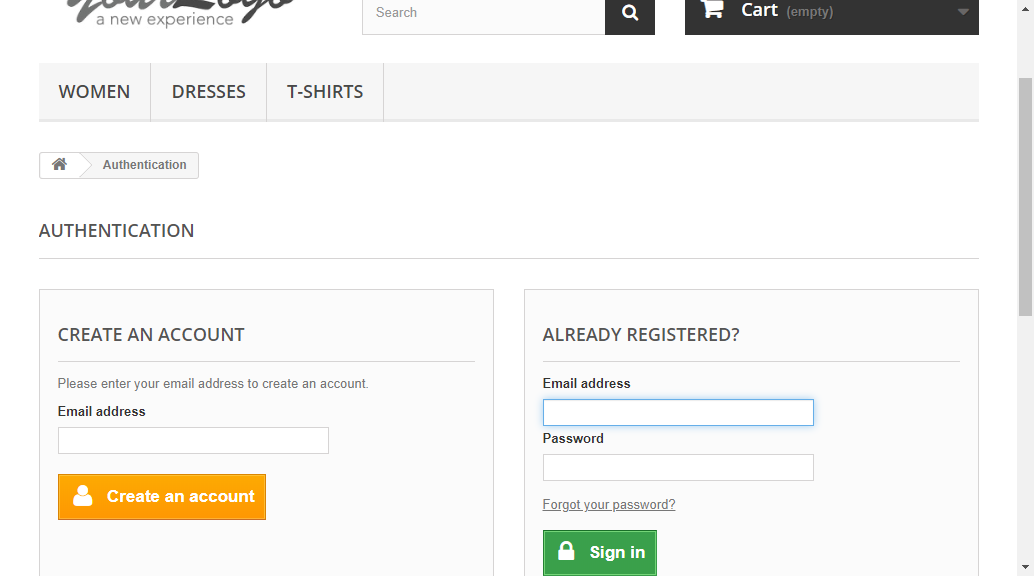 yourLogo
a new experience
Search
Cart (empty)
WOMEN
DRESSES
T-SHIRTS
Authentication
AUTHENTICATION
CREATE AN ACCOUNT
Please enter your email address to create an account.
Email address
Create an account
ALREADY REGISTERED?
Email address
Password
Forgot your password?
Sign in